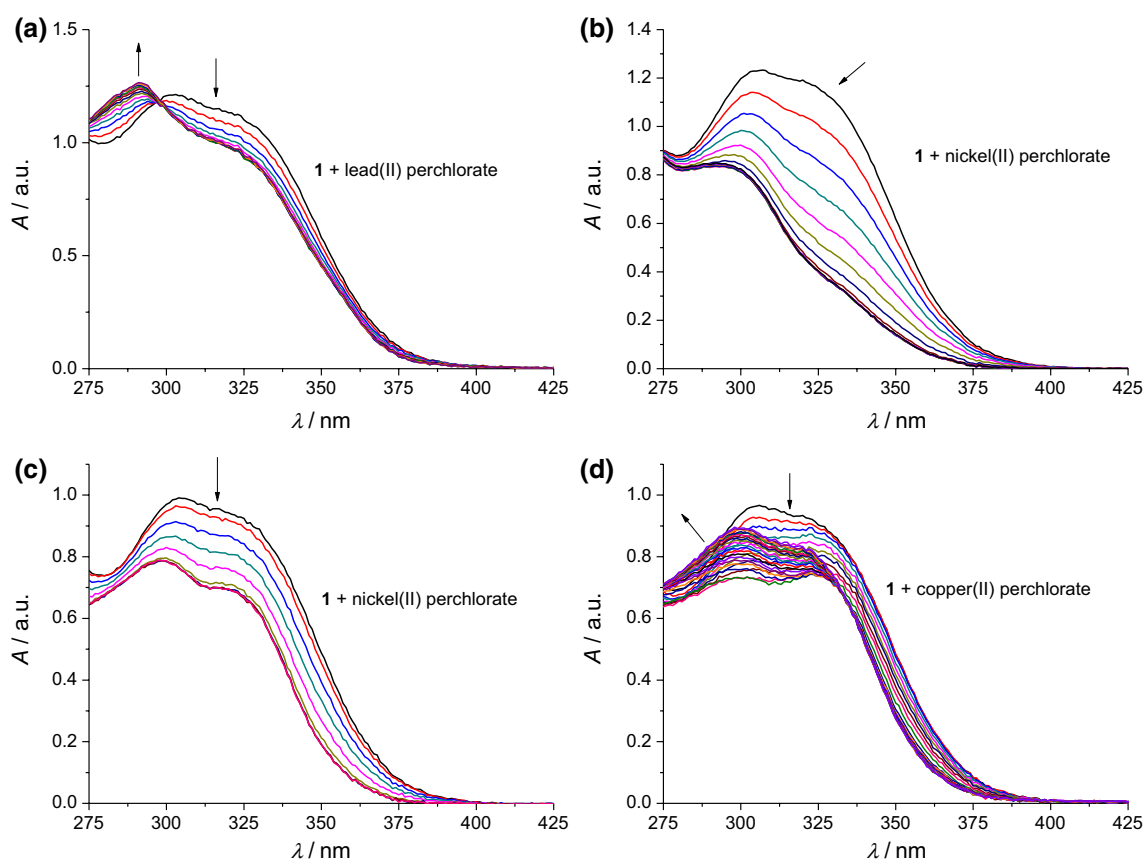 (a)
1.5
1.0
0.5
0.0
A / a.u.
1 + lead(II) perchlorate
275 300 325 350 375 400 425
λ / nm
(b)
1.4
1.2
1.0
0.8
0.6
0.4
0.2
0.0
A / a.u.
1 + nickel(II) perchlorate
275 300 325 350 375 400 425
λ / nm
(c)
1.0
0.8
0.6
0.4
0.2
0.0
A / a.u.
1 + nickel(II) perchlorate
275 300 325 350 375 400 425
λ / nm
(d)
1.0
0.8
0.6
0.4
0.2
0.0
A / a.u.
1 + copper(II) perchlorate
275 300 325 350 375 400 425
λ / nm